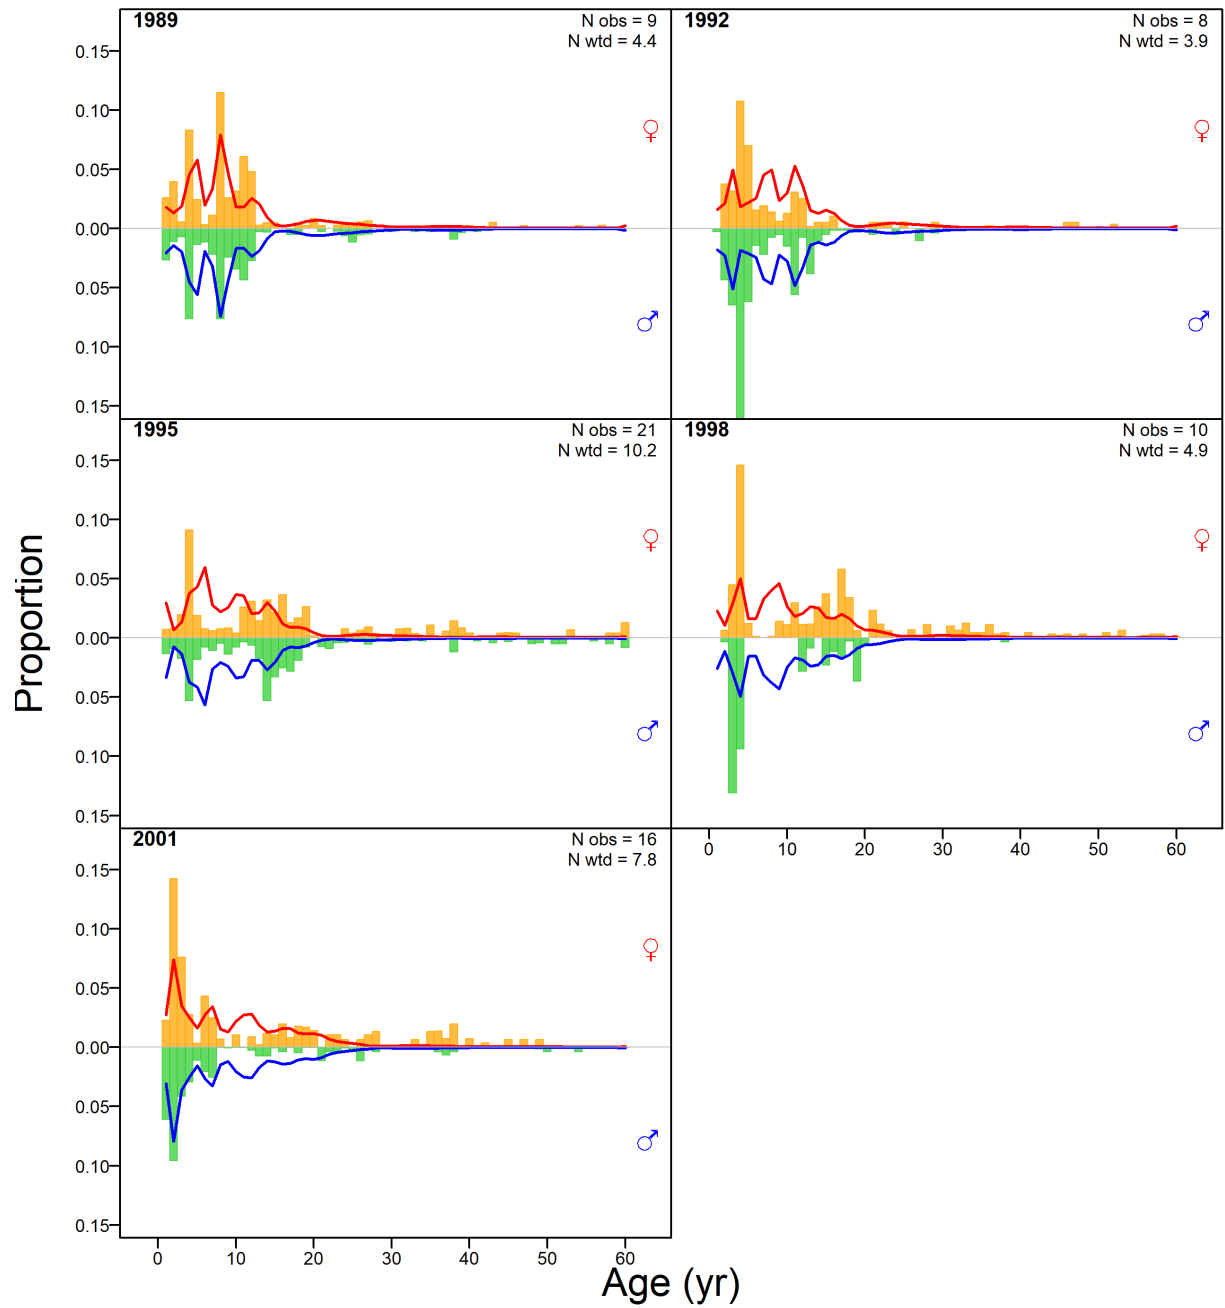 1989
N obs = 9
N wtd = 4.4
1992
N obs = 8
N wtd = 3.9
0.15
0.10
0.05
0.00
0.05
0.10
0.15
♀
♂
♀
♂
1995
N obs = 21
N wtd = 10.2
1998
N obs = 10
N wtd = 4.9
0.15
0.10
0.05
0.00
0.05
0.10
0.15
♀
♂
♀
♂
0 10 20 30 40 50 60
2001
N obs = 16
N wtd = 7.8
0.15
0.10
0.05
0.00
0.05
0.10
0.15
♀
♂
0 10 20 30 40 50 60
Proportion
Age (yr)